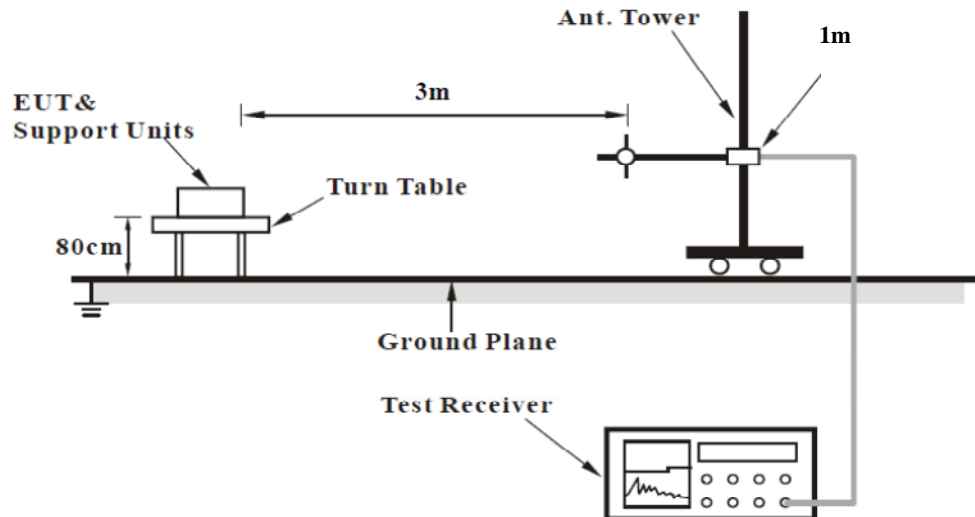 Ant. Tower
1m
3m
EUT&
Support Units
Turn Table
80cm
Ground Plane
Test Receiver